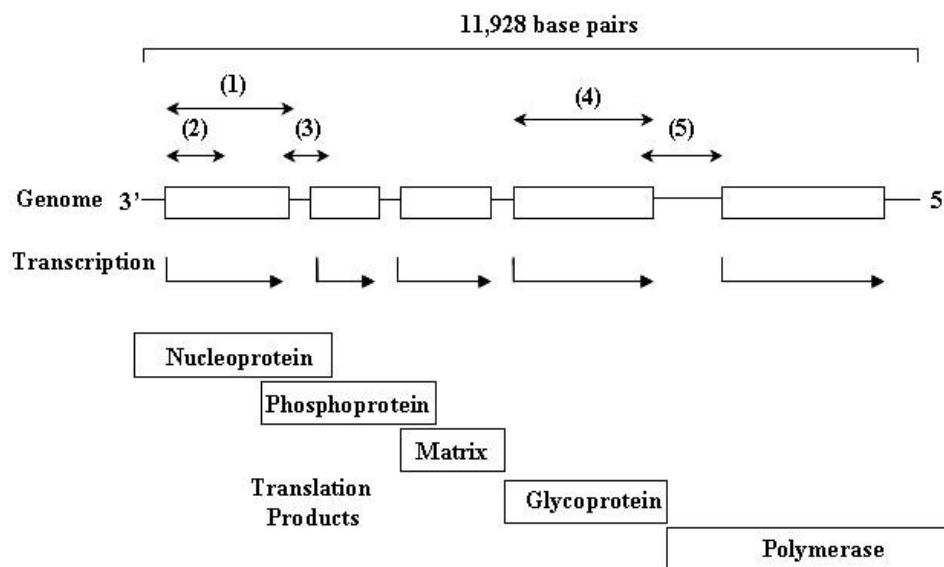 11,928 base pairs
(1)
(4)
(2)
(3)
(5)
Genome 3’ 5
Transcription
Nucleoprotein
Phosphoprotein
Matrix
Translation
Products
Glycoprotein
Polymerase